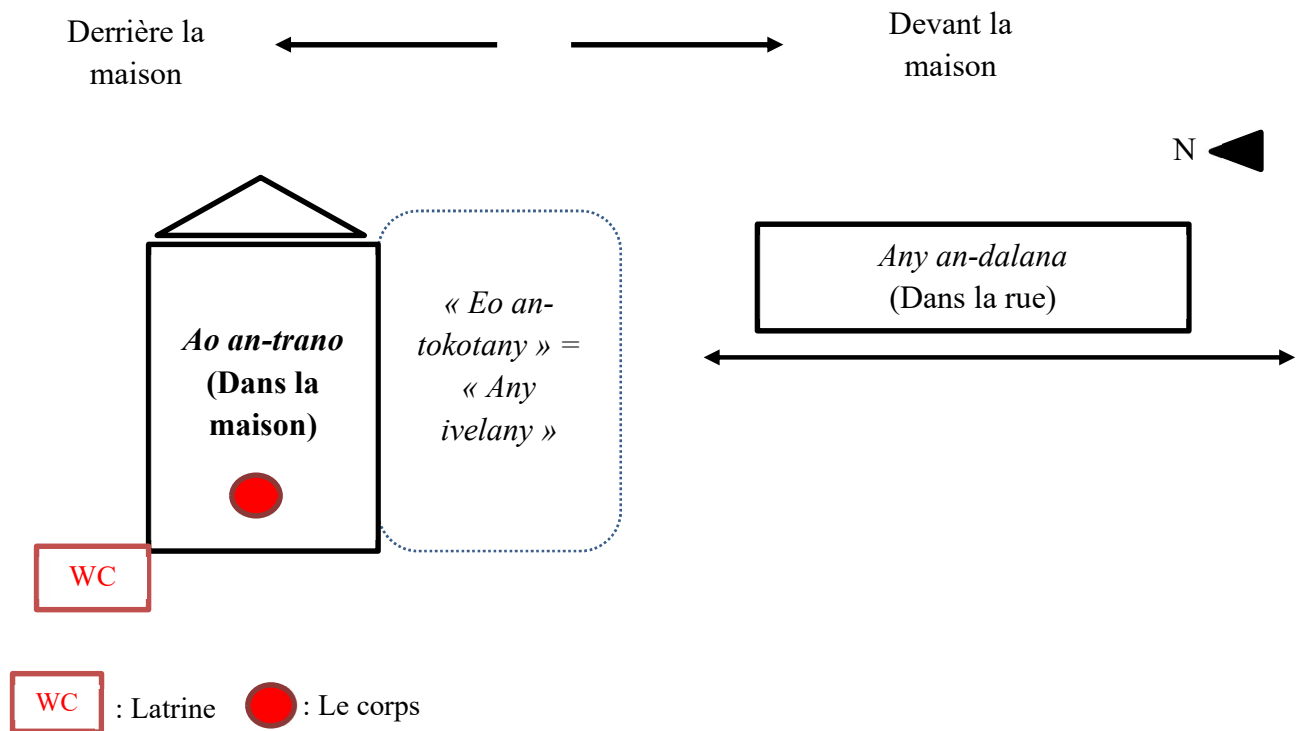 Derrière la
maison
Devant la
maison
N
Any an-dalana
(Dans la rue)
Ao an-trano
(Dans la
maison)
« Eo an-
tokotany » =
« Any
ivelany »
WC
WC : Latrine
: Le corps